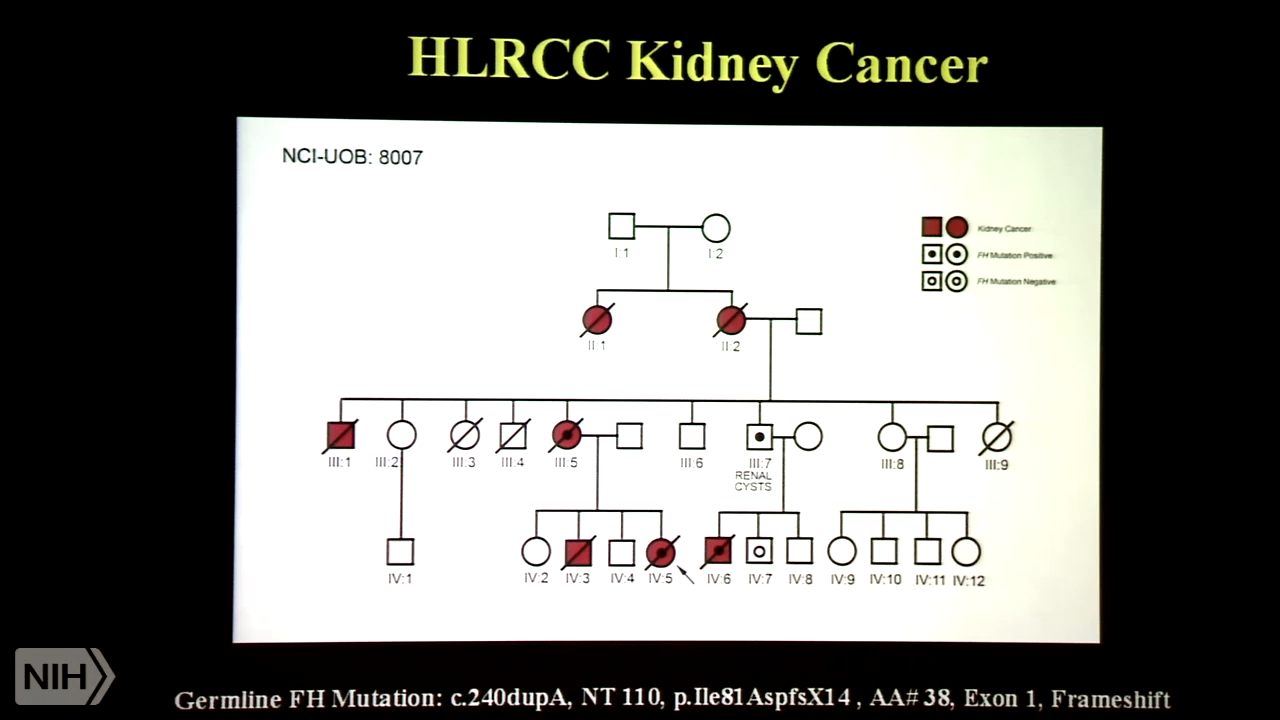 HLRCC Kidney Cancer
NCI-UOB: 8007
I:1 I:2
Kidney Cancer
FH Mutation Positive
FH Mutation Negative
II:1 II:2
III:1 III:2 III:3 III:4 III:5 III:6 III:7 III:8 III:9
RENAL
CYSTS
IV:1 IV:2 IV:3 IV:4 IV:5 IV:6 IV:7 IV:8 IV:9 IV:10 IV:11 IV:12
NIH
Germline FH Mutation: c.240dupA, NT 110, p.Ile81AspfsX14 , AA# 38, Exon 1, Frameshift